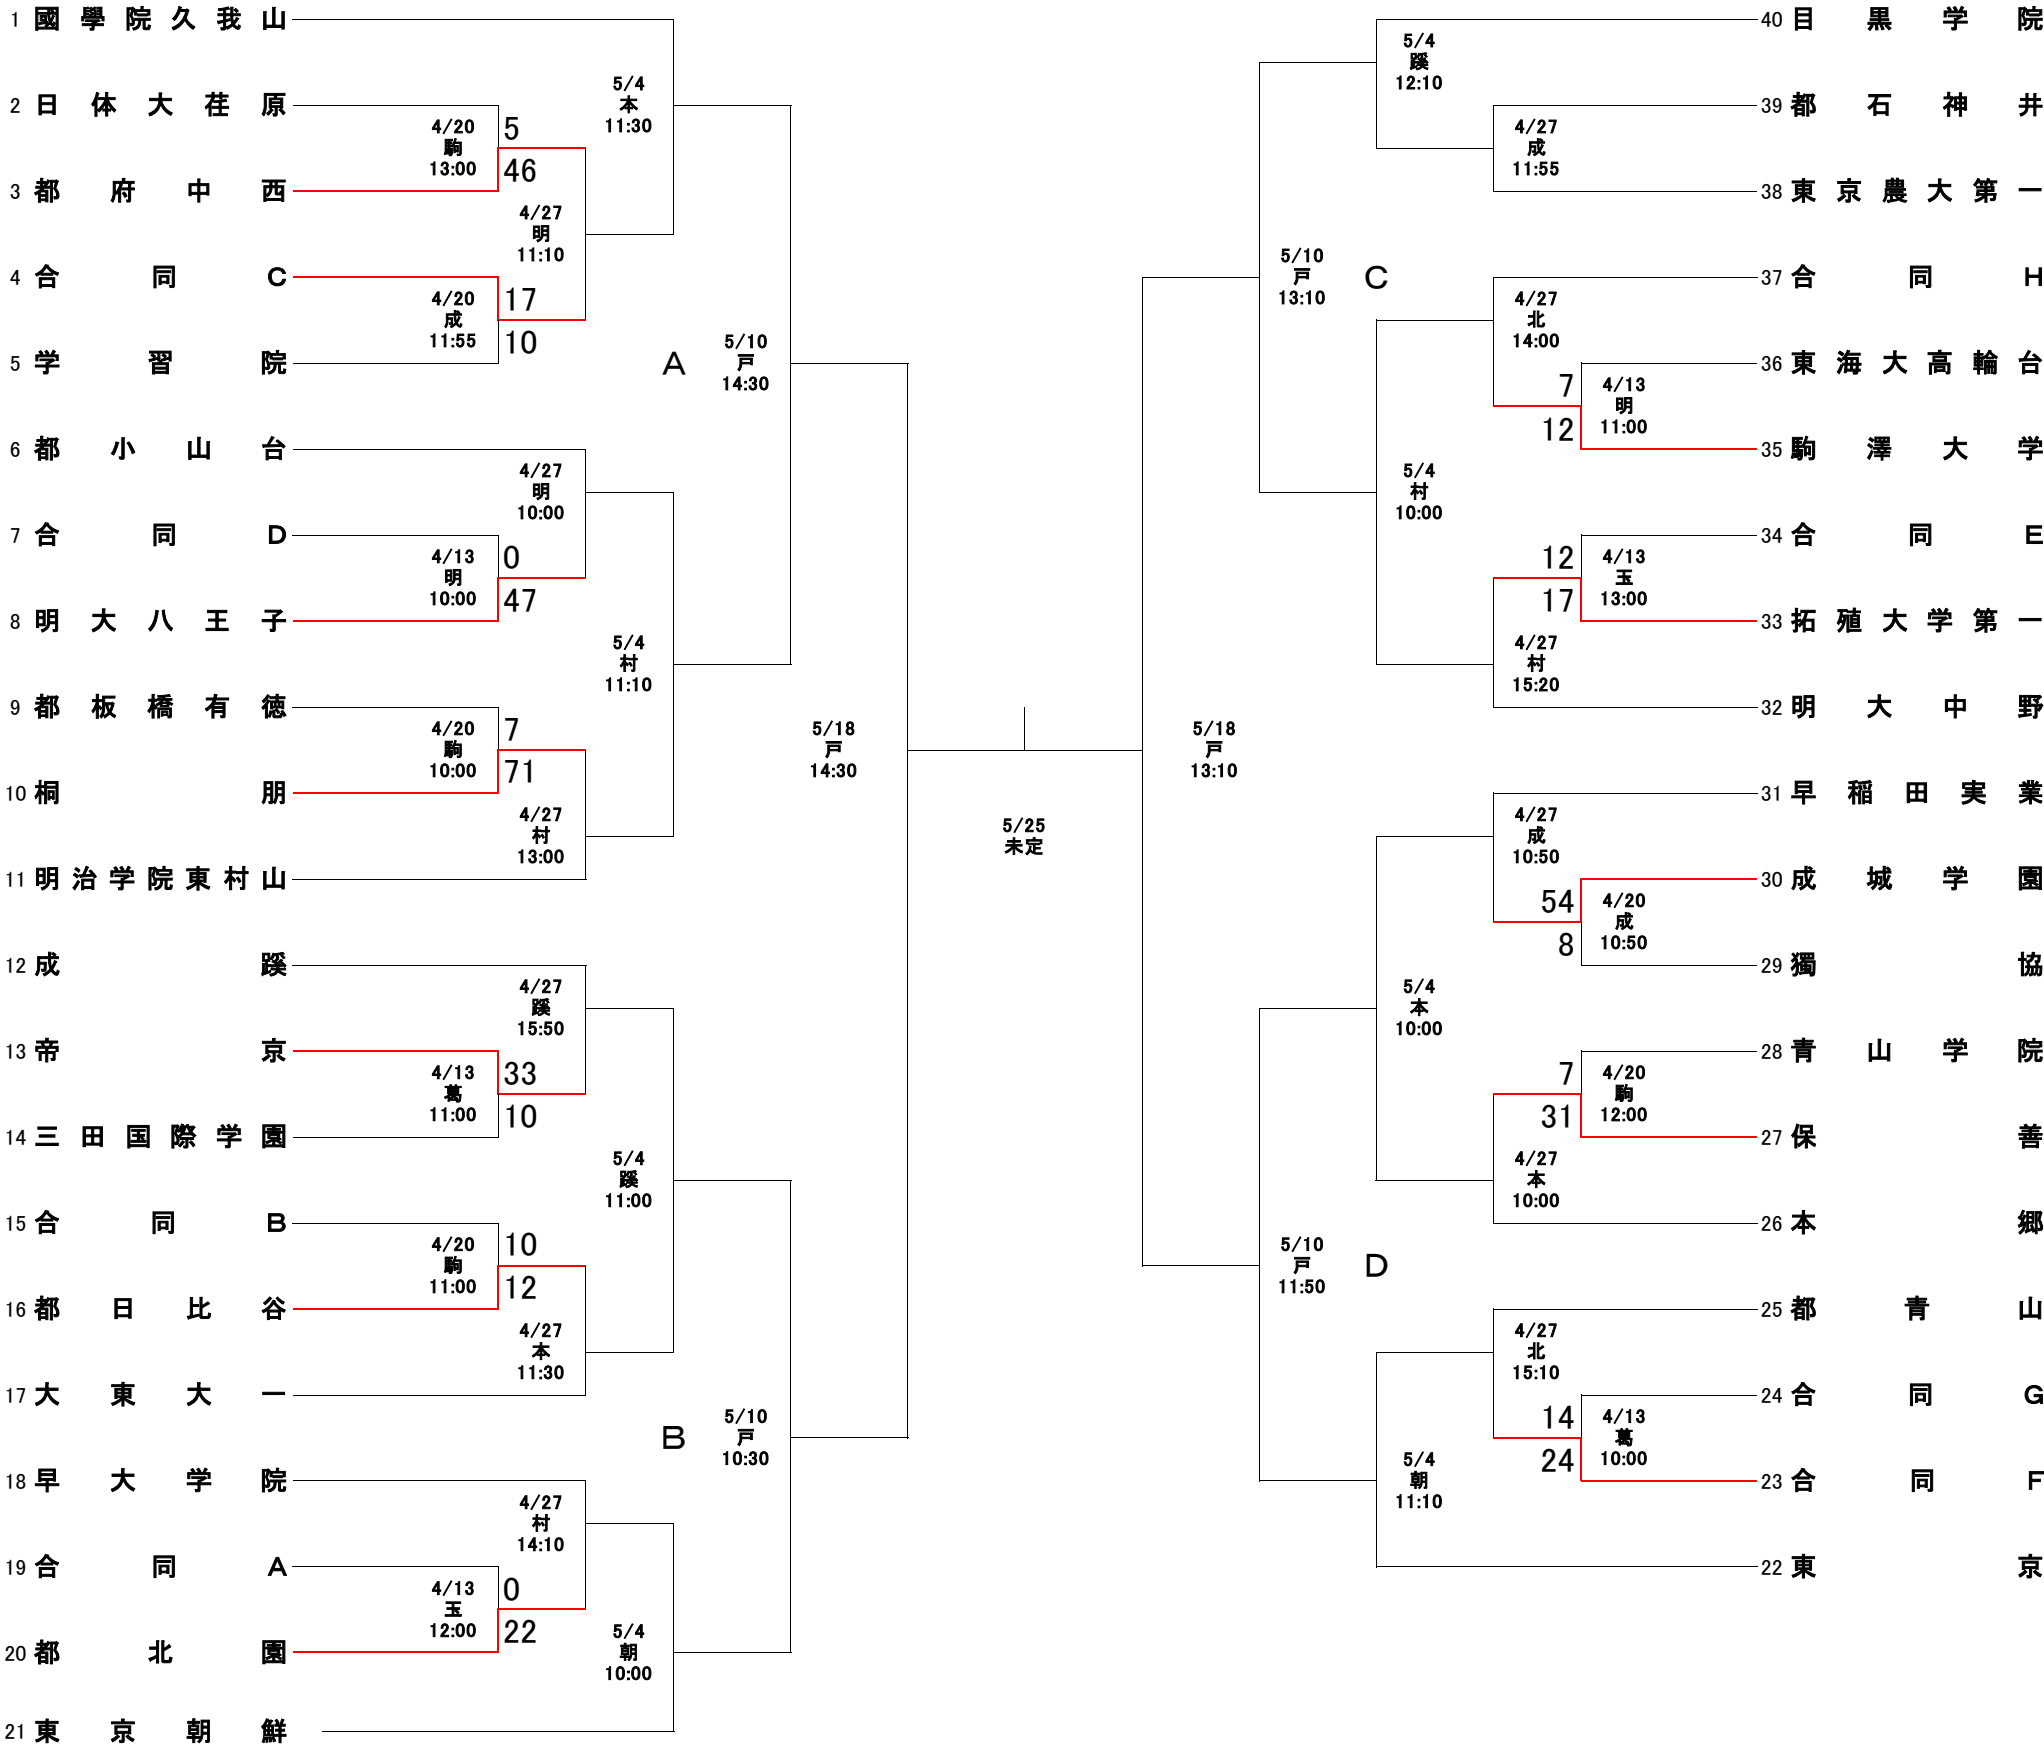 1 國學院久我山
5/4
本
11:30
2 日体大荏原
4/20
駒
13:00
5
46
3 都府中西
4/27
明
11:10
4 合同C
4/20
成
11:55
17
10
5 学習院
A
5/10
戸
14:30
6 都小山台
4/27
明
10:00
7 合同D
4/13
明
10:00
0
47
8 明大八王子
5/4
村
11:10
9 都板橋有徳
4/20
駒
10:00
7
71
10 桐朋
4/27
村
13:00
11 明治学院東村山
5/18
戸
14:30
12 成蹊
4/27
蹊
15:50
13 帝京
4/13
葛
11:00
33
10
14 三田国際学園
5/4
蹊
11:00
15 合同B
4/20
駒
11:00
10
12
16 都日比谷
4/27
本
11:30
17 大東大一
B
5/10
戸
10:30
18 早大学院
4/27
村
14:10
19 合同A
4/13
玉
12:00
0
22
20 都北園
5/4
朝
10:00
21 東京朝鮮
5/25
未定
40 目黒学院
5/4
蹊
12:10
39 都石神井
4/27
成
11:55
38 東京農大第一
5/10
戸
13:10
C
37 合同H
4/27
北
14:00
36 東海大高輪台
7
12
4/13
明
11:00
35 駒澤大学
5/4
村
10:00
34 合同E
12
17
4/13
玉
13:00
33 拓殖大学第一
4/27
村
15:20
32 明大中野
5/18
戸
13:10
31 早稲田実業
4/27
成
10:50
30 成城学園
54
8
4/20
成
10:50
29 獨協
5/4
本
10:00
28 青山学院
7
31
4/20
駒
12:00
27 保善
4/27
本
10:00
26 本郷
5/10
戸
11:50
D
25 都青山
4/27
北
15:10
24 合同G
14
24
4/13
葛
10:00
23 合同F
5/4
朝
11:10
22 東京